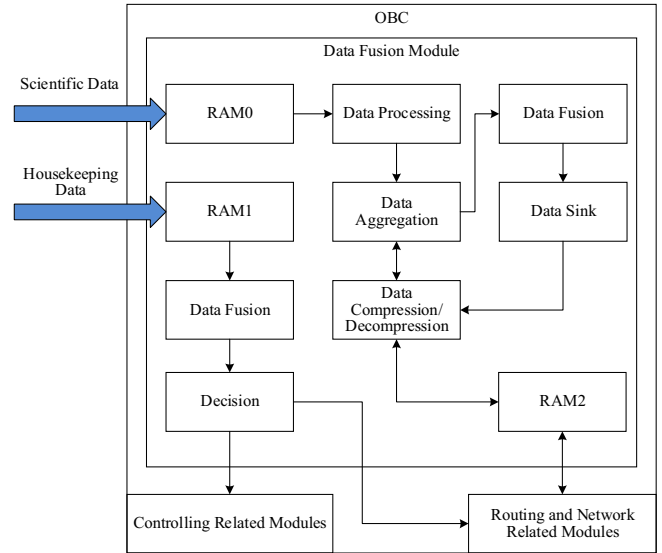 OBC
Data Fusion Module
Scientific Data
RAM0
Data Processing
Data Fusion
Housekeeping
Data
RAM1
Data
Aggregation
Data Sink
Data Fusion
Data
Compression/
Decompression
Decision
RAM2
Controlling Related Modules
Routing and Network
Related Modules